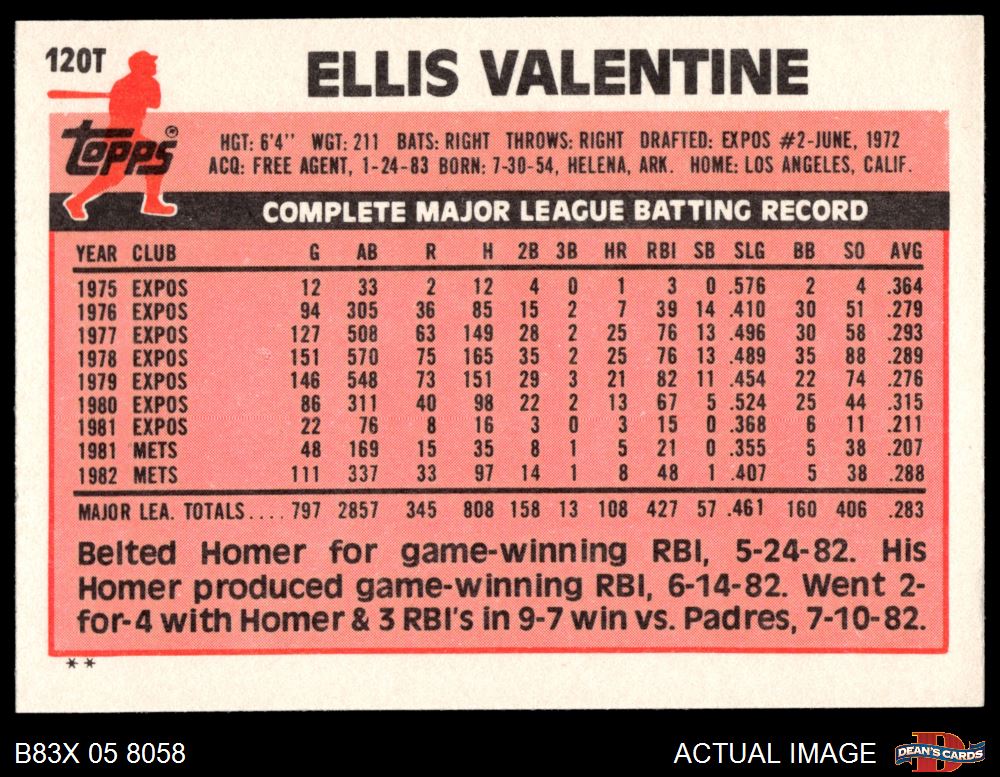 120T
ELLIS VALENTINE
Topps®
HGT: 6'4'' WGT: 211 BATS: RIGHT THROWS: RIGHT DRAFTED: EXPOS #2-JUNE, 1972
ACQ: FREE AGENT, 1-24-83 BORN: 7-30-54, HELENA, ARK. HOME: LOS ANGELES, CALIF.
COMPLETE MAJOR LEAGUE BATTING RECORD
YEAR CLUB G AB R H 2B 3B HR RBI SB SLG BB SO AVG
1975 EXPOS 12 33 2 12 4 0 1 3 0 .576 2 4 .364
1976 EXPOS 94 305 36 85 15 2 7 39 14 .410 30 51 .279
1977 EXPOS 127 508 63 149 28 2 25 76 13 .496 30 58 .293
1978 EXPOS 151 570 75 165 35 2 25 76 13 .489 35 88 .289
1979 EXPOS 146 548 73 151 29 3 21 82 11 .454 22 74 .276
1980 EXPOS 86 311 40 98 22 2 13 67 5 .524 25 44 .315
1981 EXPOS 22 76 8 16 3 0 3 15 0 .368 6 11 .211
1981 METS 48 169 15 35 8 1 5 21 0 .355 5 38 .207
1982 METS 111 337 33 97 14 1 8 48 1 .407 5 38 .288
MAJOR LEA. TOTALS.... 797 2857 345 808 158 13 108 427 57 .461 160 406 .283
Belted Homer for game-winning RBI, 5-24-82. His
Homer produced game-winning RBI, 6-14-82. Went 2-
for-4 with Homer & 3 RBI's in 9-7 win vs. Padres, 7-10-82.
**
B83X 05 8058
ACTUAL IMAGE
D
DEAN'S CARDS